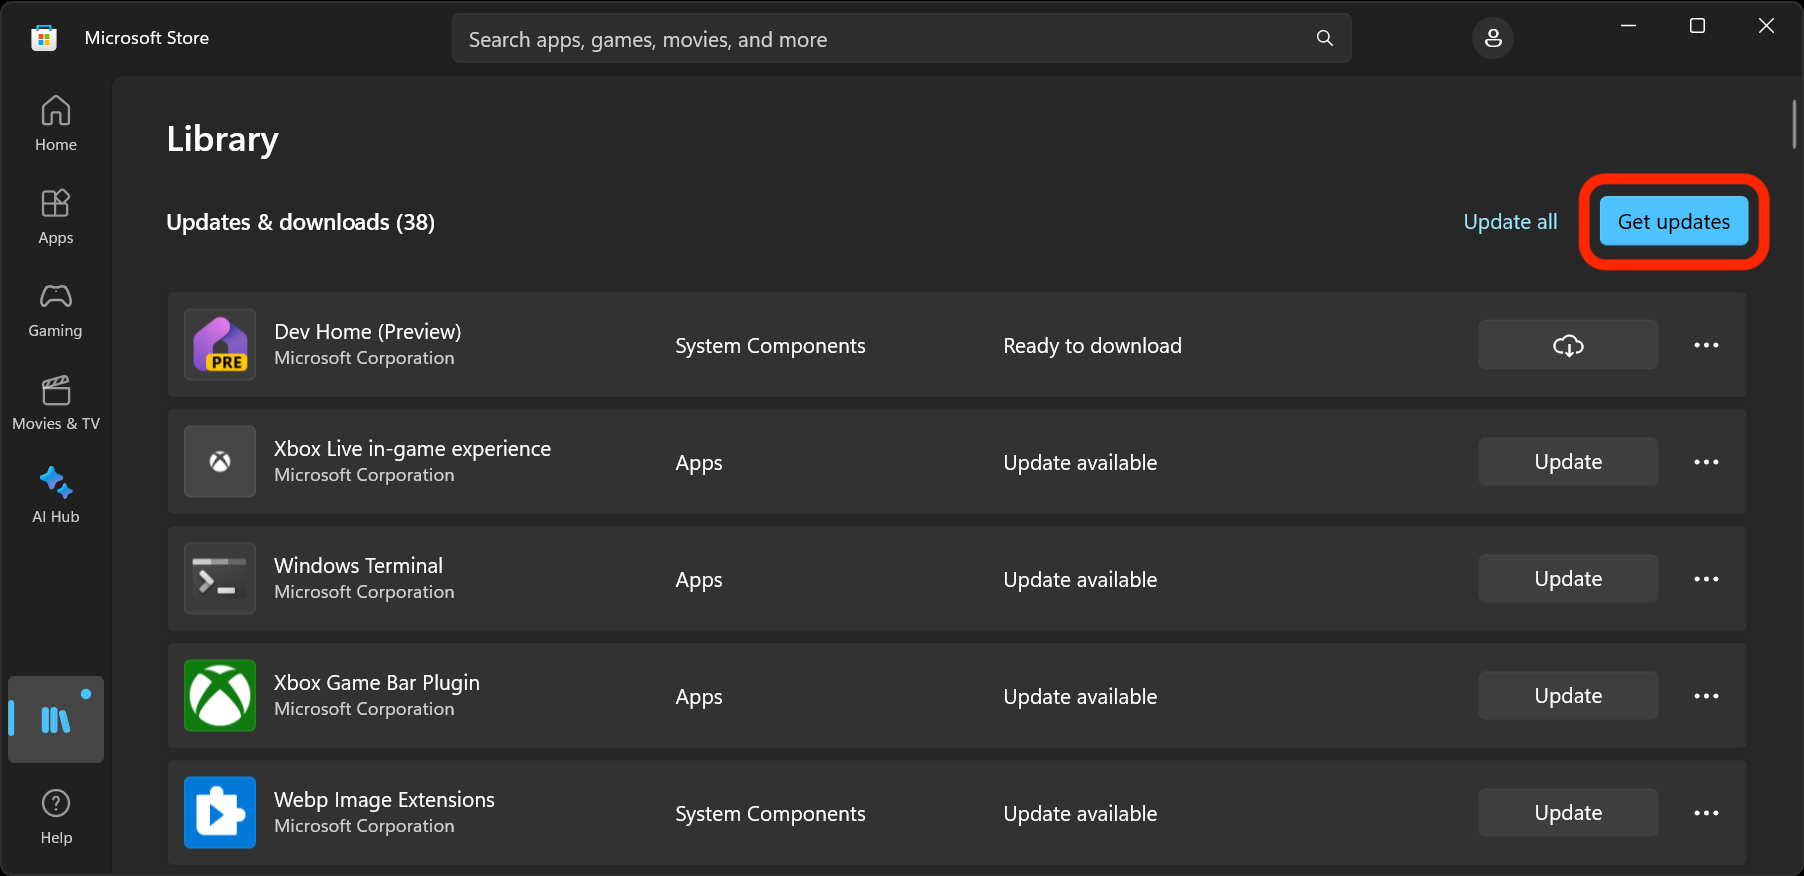 Microsoft Store
Search apps, games, movies, and more
Home
Apps
Gaming
Movies & TV
AI Hub
Help
Library
Updates & downloads (38)
Update all
Get updates
PRE
Dev Home (Preview)
Microsoft Corporation
System Components
Ready to download
Xbox Live in-game experience
Microsoft Corporation
Apps
Update available
Update
Windows Terminal
Microsoft Corporation
Apps
Update available
Update
Xbox Game Bar Plugin
Microsoft Corporation
Apps
Update available
Update
Webp Image Extensions
Microsoft Corporation
System Components
Update available
Update